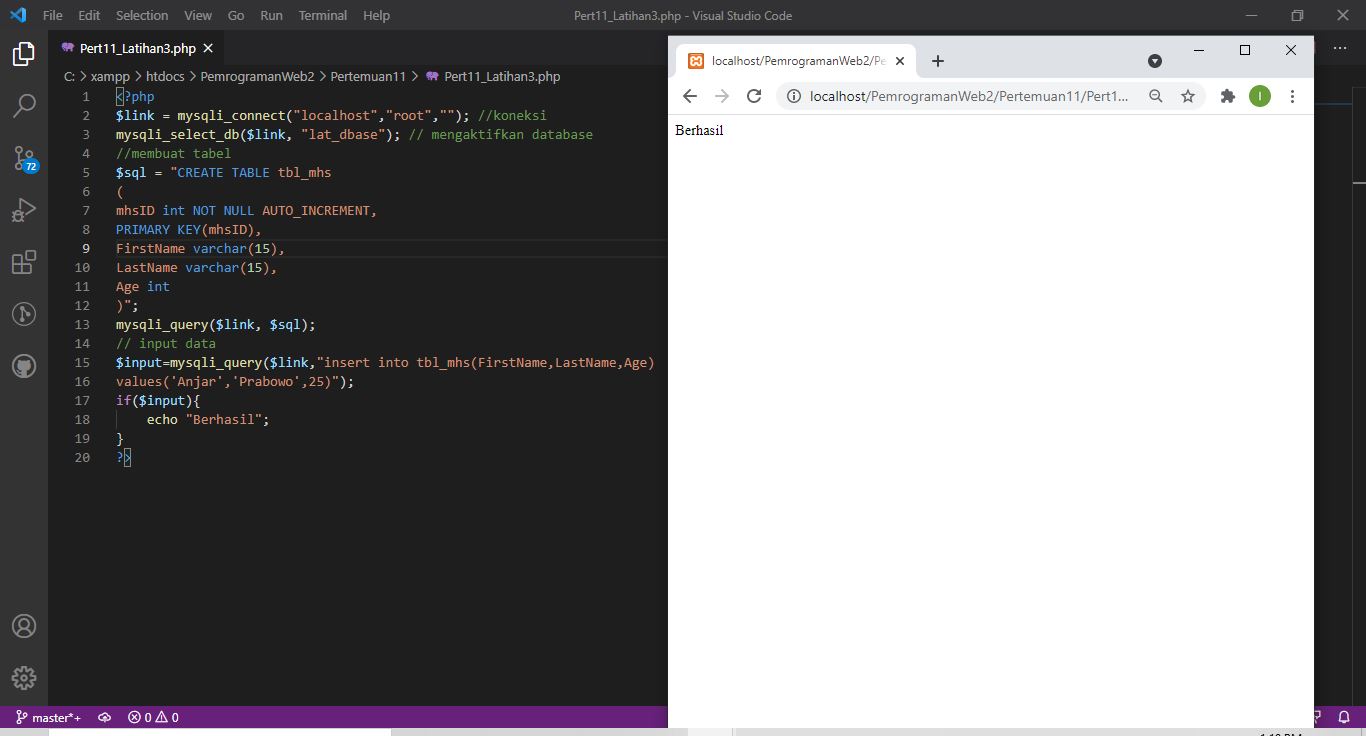 File Edit Selection View Go Run Terminal Help Pert11_Latihan3.php - Visual Studio Code
Pert11_Latihan3.php
C: > xampp > htdocs > PemrogramanWeb2 > Pertemuan11 > Pert11_Latihan3.php
1 <?php
2 $link = mysqli_connect("localhost","root",""); //koneksi
3 mysqli_select_db($link, "lat_dbase"); // mengaktifkan database
4 //membuat tabel
5 $sql = "CREATE TABLE tbl_mhs
6 (
7 mhsID int NOT NULL AUTO_INCREMENT,
8 PRIMARY KEY(mhsID),
9 FirstName varchar(15),
10 LastName varchar(15),
11 Age int
12 )";
13 mysqli_query($link, $sql);
14 // input data
15 $input=mysqli_query($link,"insert into tbl_mhs(FirstName,LastName,Age)
16 values('Anjar','Prabowo',25)");
17 if($input){
18 echo "Berhasil";
19 }
20 ?>
72
master*+ 0 0
localhost/PemrogramanWeb2/Pe
localhost/PemrogramanWeb2/Pertemuan11/Pert1...
I
Berhasil